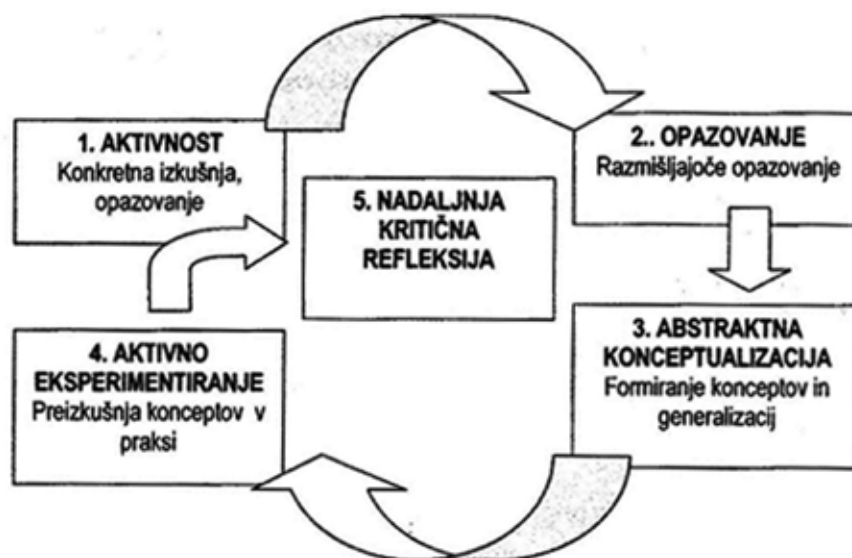 1. AKTIVNOST
Konkretna izkušnja,
opazovanje
2.. OPAZOVANJE
Razmišljajoče opazovanje
5. NADALJNJA
KRITIČNA
REFLEKSIJA
3. ABSTRAKTNA
KONCEPTUALIZACIJA
Formiranje konceptov in
generalizacij
4. AKTIVNO
EKSPERIMENTIRANJE
Preizkušnja konceptov v
praksi